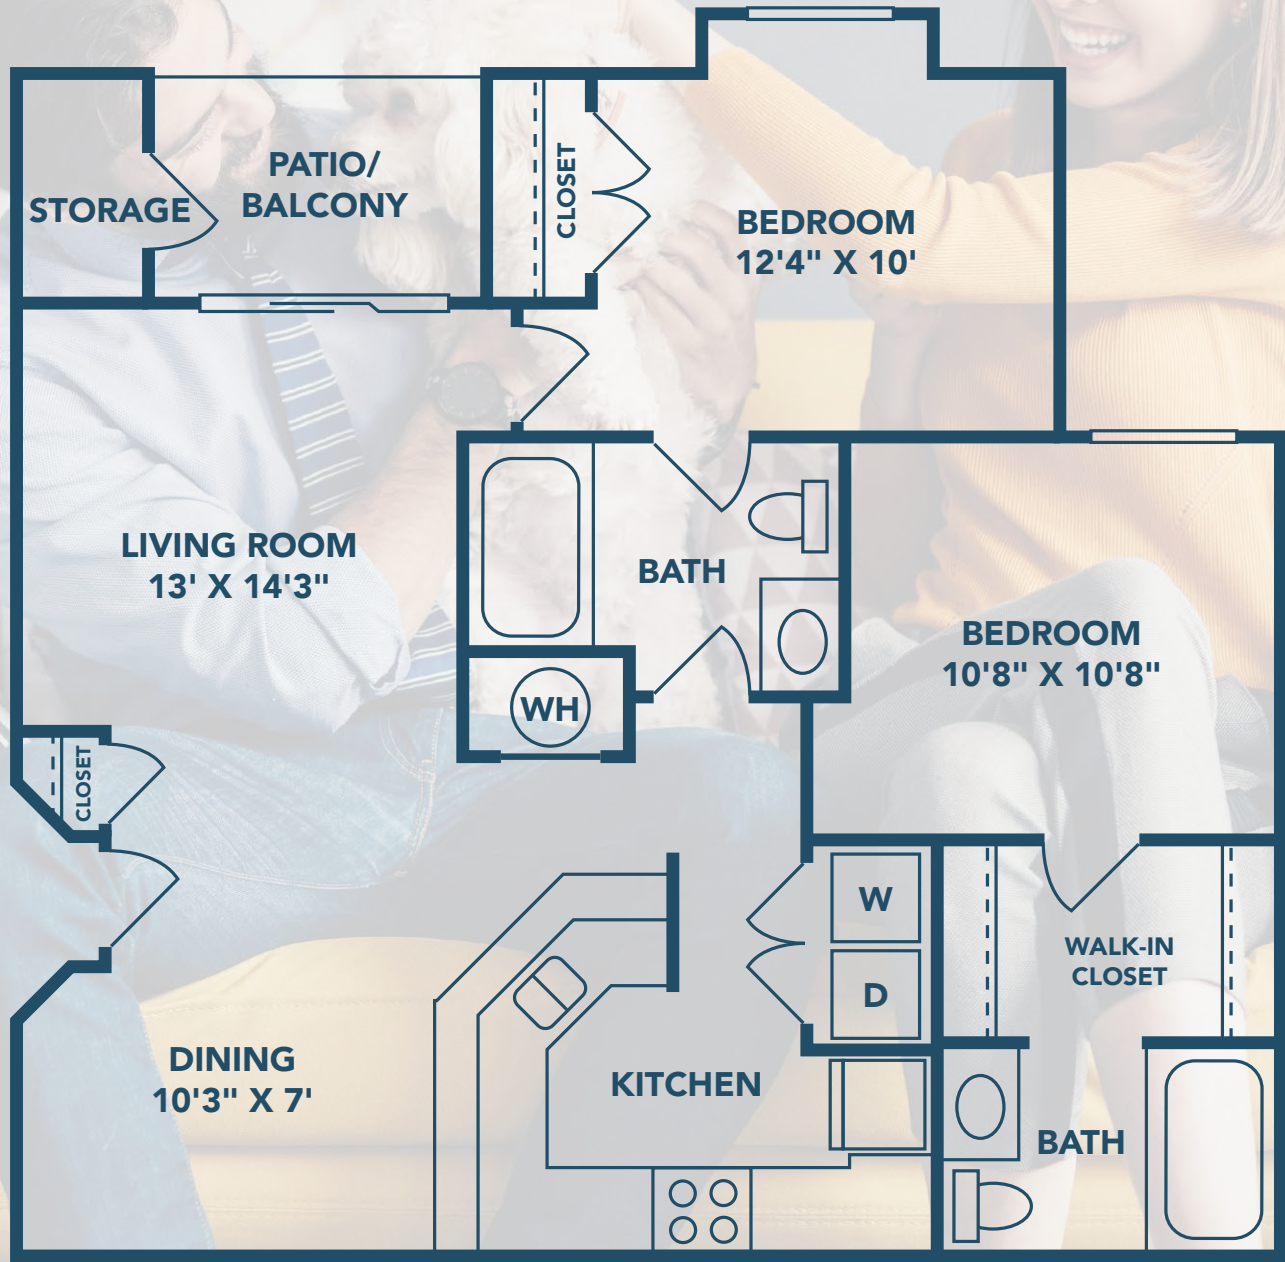 STORAGE
PATIO/
BALCONY
CLOSET
BEDROOM
12'4" X 10'
LIVING ROOM
13' X 14'3"
BATH
BEDROOM
10'8" X 10'8"
WH
CLOSET
W
D
WALK-IN
CLOSET
DINING
10'3" X 7'
KITCHEN
BATH